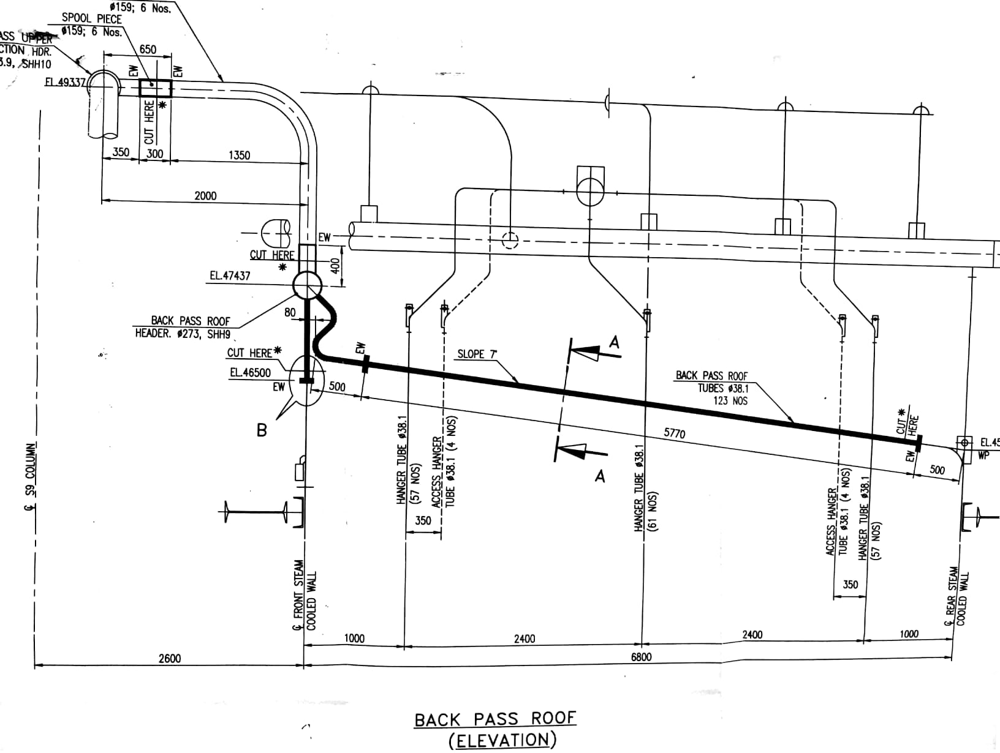 ø159; 6 Nos.
SPOOL PIECE
ø159; 6 Nos.
ASS UPPER
CTION HDR.
3.9, SHH10
650
EW
EW
EL.49337
CUT HERE
*
350
300
1350
2000
EW
CUT HERE
*
400
EL.47437
80
BACK PASS ROOF
HEADER. ø273, SHH9
CUT HERE*
EL.46500
EW
EW
500
B
SLOPE 7°
A
A
BACK PASS ROOF
TUBES ø38.1
123 NOS
5770
CUT *
HERE
EW
EL.45
WP
500
HANGER TUBE ø38.1
(57 NOS)
ACCESS HANGER
TUBE ø38.1 (4 NOS)
350
HANGER TUBE ø38.1
(61 NOS)
ACCESS HANGER
TUBE ø38.1 (4 NOS)
HANGER TUBE ø38.1
(57 NOS)
350
℄ S9 COLUMN
℄ FRONT STEAM
COOLED WALL
℄ REAR STEAM
COOLED WALL
1000
2400
2400
1000
2600
6800
BACK PASS ROOF
(ELEVATION)